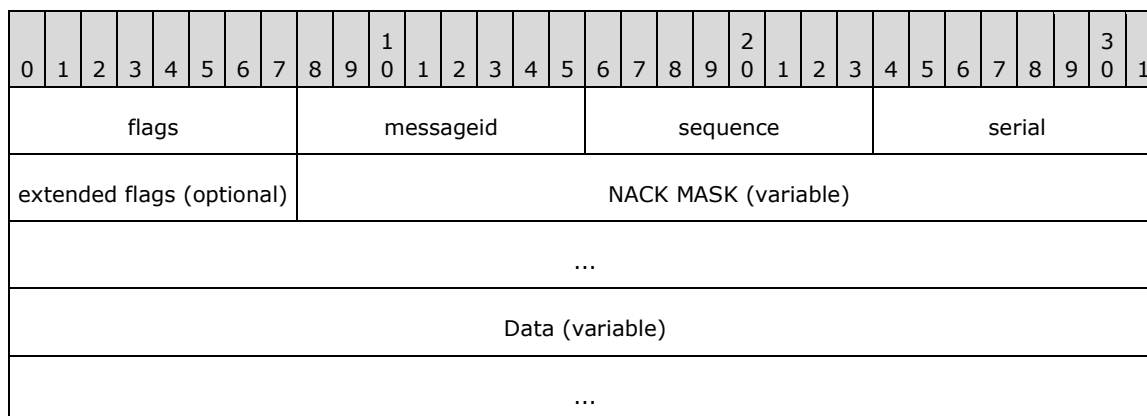 1 2 3
0 1 2 3 4 5 6 7 8 9 0 1 2 3 4 5 6 7 8 9 0 1 2 3 4 5 6 7 8 9 0 1
flags messageid sequence serial
extended flags (optional) NACK MASK (variable)
...
Data (variable)
...